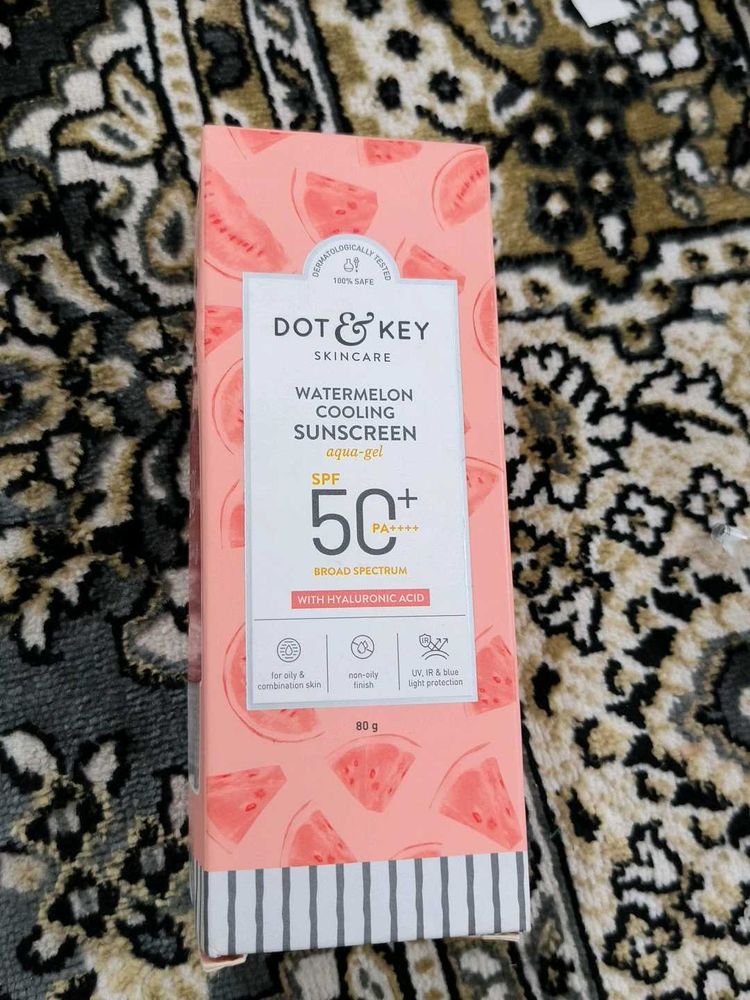 DERMATOLOGICALLY TESTED
100% SAFE
DOT & KEY
SKINCARE
WATERMELON
COOLING
SUNSCREEN
aqua-gel
SPF
50+
PA++++
BROAD SPECTRUM
WITH HYALURONIC ACID
for oily &
combination skin
non-oily
finish
IR
UV, IR & blue
light protection
80 g